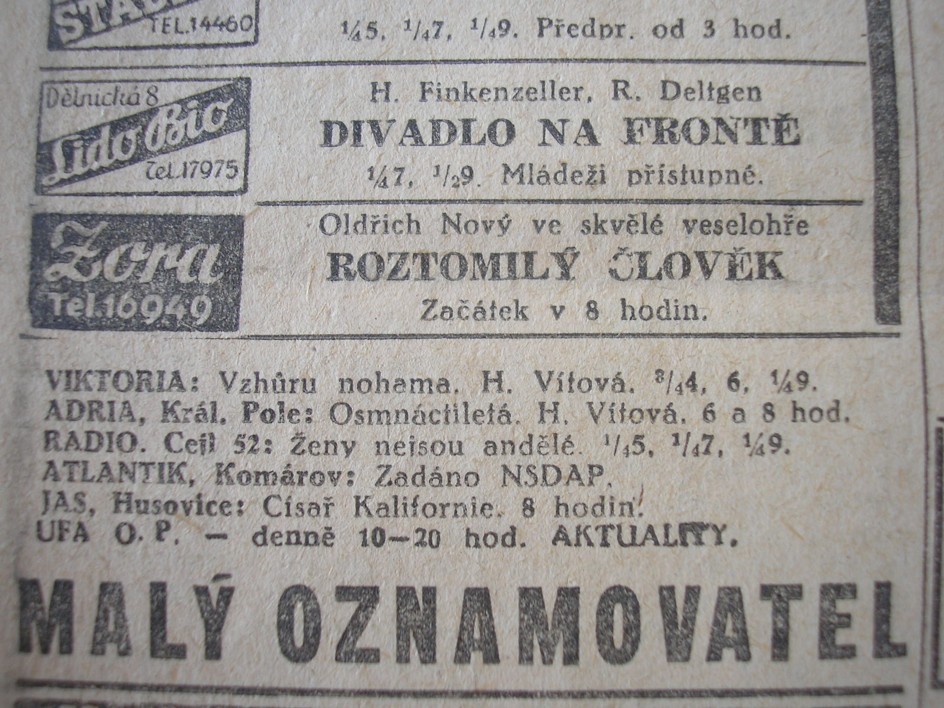 TEL.14460
¼5, ¼7, ¼9. Předpr. od 3 hod.
Dělnická 8
Lido Bio
Tel.17975
H. Finkenzeller, R. Deltgen
DIVADLO NA FRONTĚ
¼7, ½9. Mládeži přístupné.
Zora
Tel.16949
Oldřich Nový ve skvělé veselohře
ROZTOMILÝ ČLOVĚK
Začátek v 8 hodin.
VIKTORIA: Vzhůru nohama. H. Vítová. ¾4, 6, ¼9.
ADRIA, Král. Pole: Osmnáctiletá. H. Vítová. 6 a 8 hod.
RADIO. Cejl 52: Ženy nejsou andělé. ¼5, ¼7, ¼9.
ATLANTIK, Komárov: Zadáno NSDAP.
JAS, Husovice: Císař Kalifornie. 8 hodin.
UFA O. P. — denně 10—20 hod. AKTUALITY.
MALÝ OZNAMOVATEL